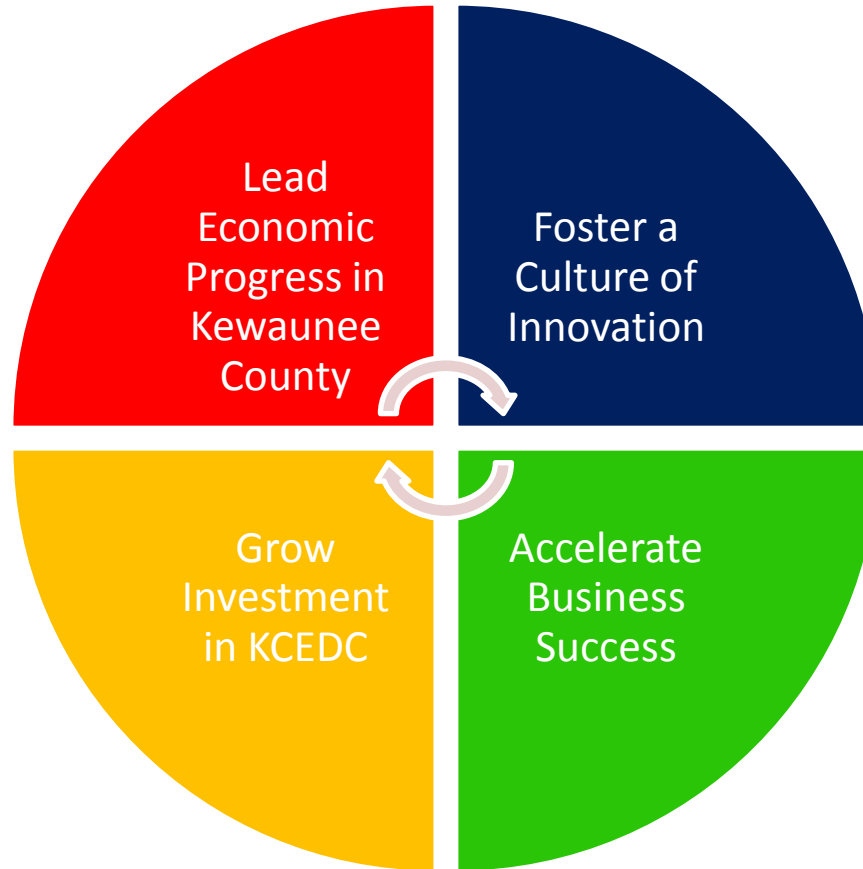 Lead
Economic
Progress in
Kewaunee
County
Foster a
Culture of
Innovation
Grow
Investment
in KCEDC
Accelerate
Business
Success